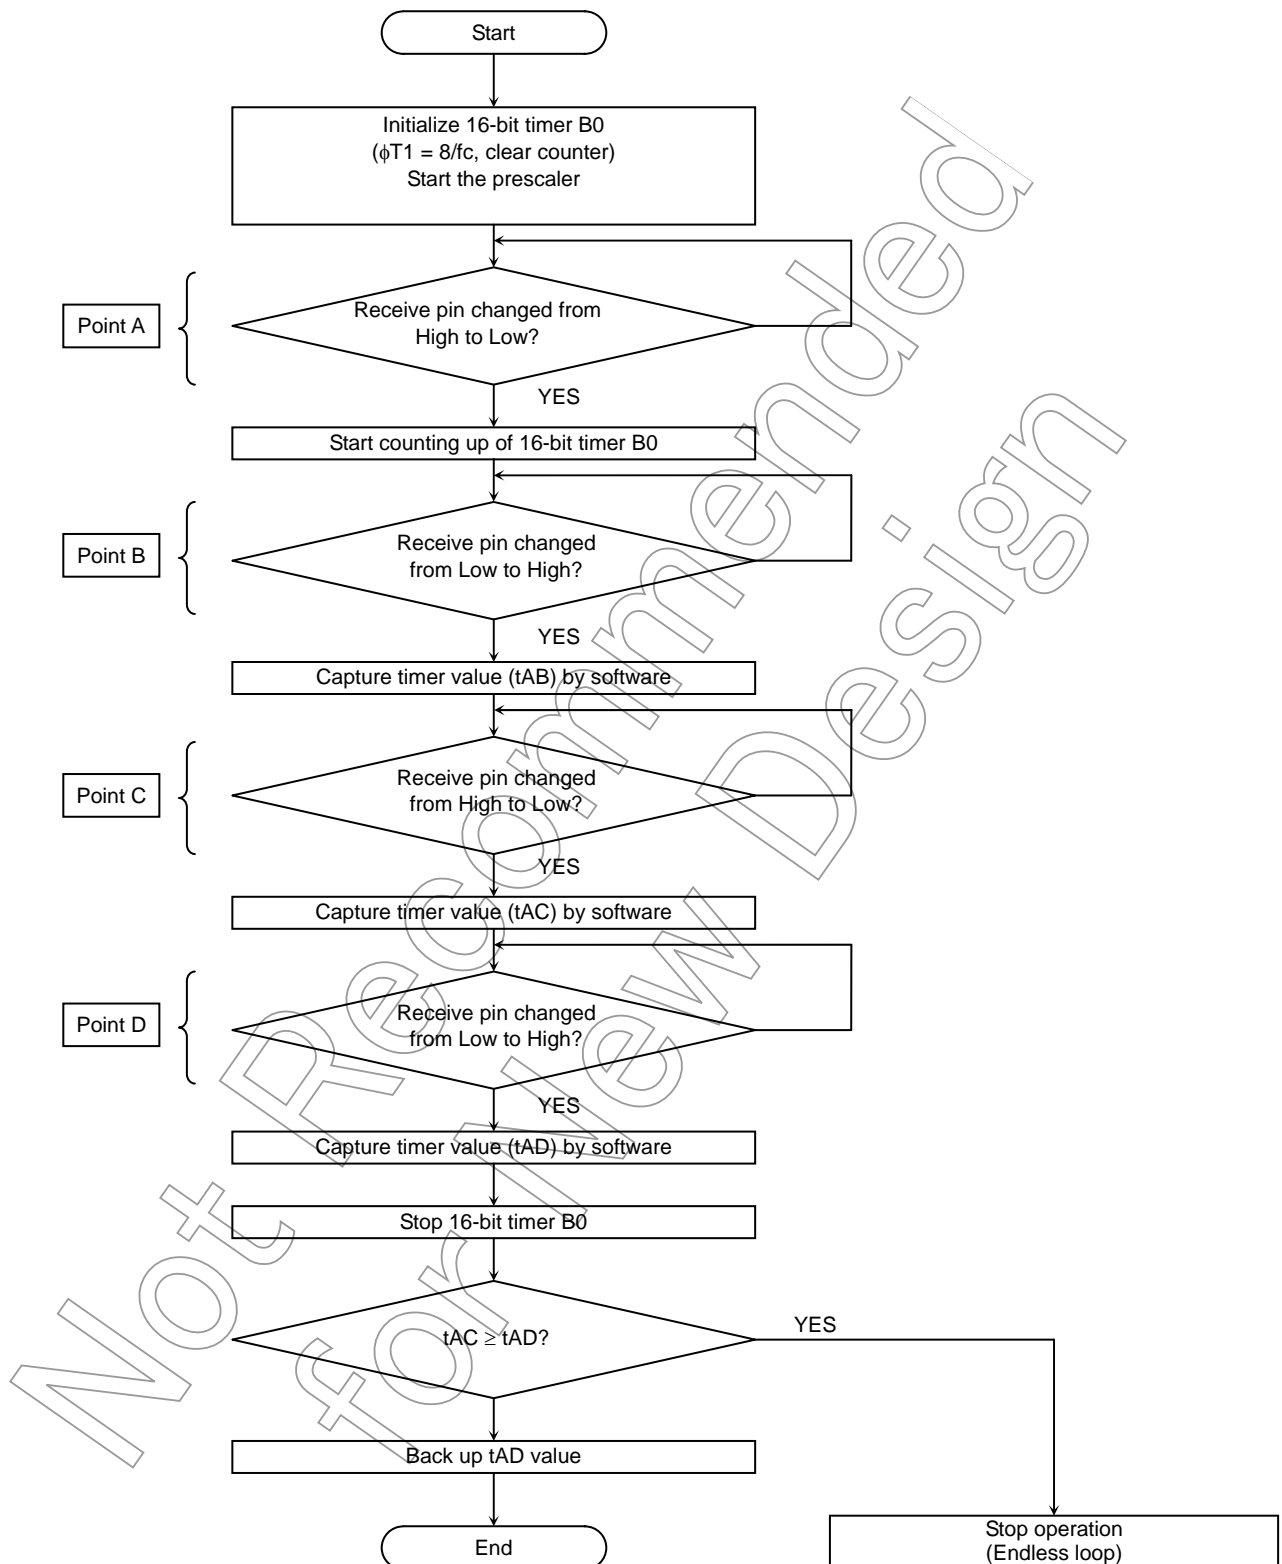 Start
Initialize 16-bit timer B0
(ϕT1 = 8/fc, clear counter)
Start the prescaler
Point A
Receive pin changed from
High to Low?
YES
Start counting up of 16-bit timer B0
Point B
Receive pin changed
from Low to High?
YES
Capture timer value (tAB) by software
Point C
Receive pin changed
from High to Low?
YES
Capture timer value (tAC) by software
Point D
Receive pin changed
from Low to High?
YES
Capture timer value (tAD) by software
Stop 16-bit timer B0
tAC ≥ tAD?
YES
Back up tAD value
End
Stop operation
(Endless loop)
Not Recommended
for New Design